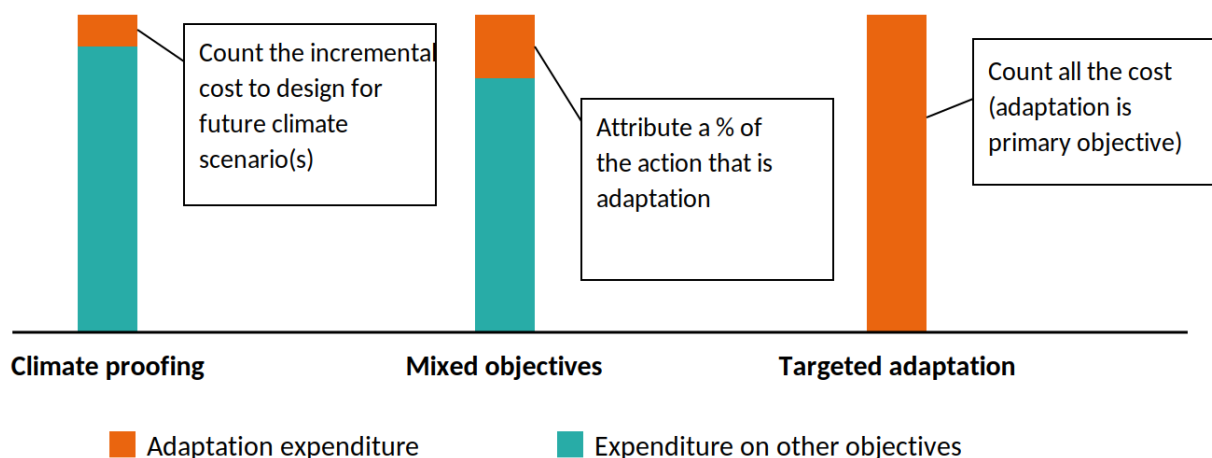 Count the incremental
cost to design for
future climate
scenario(s)
Attribute a % of
the action that is
adaptation
Count all the cost
(adaptation is
primary objective)
Climate proofing
Mixed objectives
Targeted adaptation
Adaptation expenditure
Expenditure on other objectives